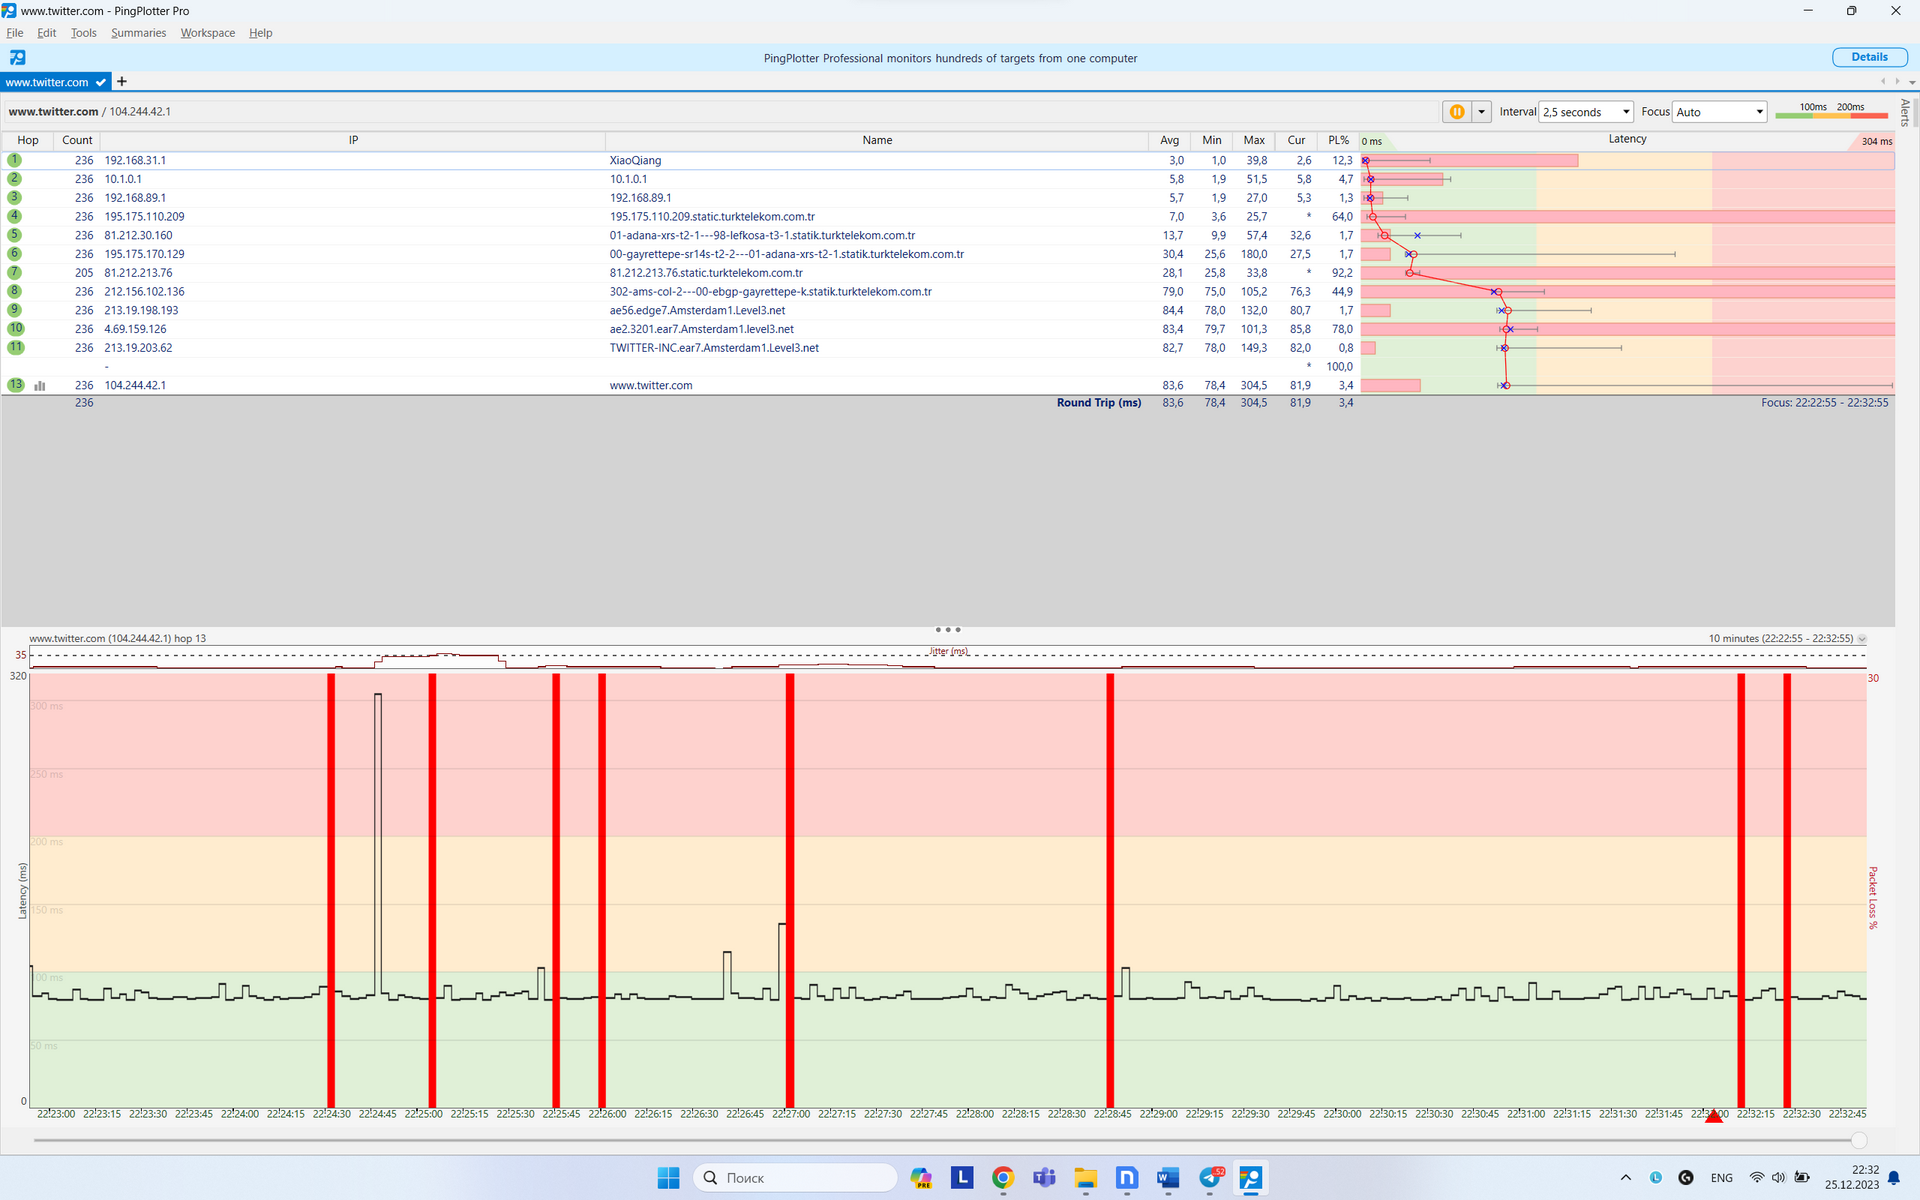 www.twitter.com - PingPlotter Pro
File Edit Tools Summaries Workspace Help
PingPlotter Professional monitors hundreds of targets from one computer Details
www.twitter.com +
www.twitter.com / 104.244.42.1 Interval 2,5 seconds Focus Auto 100ms 200ms Alerts
Hop Count IP Name Avg Min Max Cur PL% 0 ms Latency 304 ms
1 236 192.168.31.1 XiaoQiang 3,0 1,0 39,8 2,6 12,3
2 236 10.1.0.1 10.1.0.1 5,8 1,9 51,5 5,8 4,7
3 236 192.168.89.1 192.168.89.1 5,7 1,9 27,0 5,3 1,3
4 236 195.175.110.209 195.175.110.209.static.turktelekom.com.tr 7,0 3,6 25,7 * 64,0
5 236 81.212.30.160 01-adana-xrs-t2-1---98-lefkosa-t3-1.statik.turktelekom.com.tr 13,7 9,9 57,4 32,6 1,7
6 236 195.175.170.129 00-gayrettepe-sr14s-t2-2---01-adana-xrs-t2-1.statik.turktelekom.com.tr 30,4 25,6 180,0 27,5 1,7
7 205 81.212.213.76 81.212.213.76.static.turktelekom.com.tr 28,1 25,8 33,8 * 92,2
8 236 212.156.102.136 302-ams-col-2---00-ebgp-gayrettepe-k.statik.turktelekom.com.tr 79,0 75,0 105,2 76,3 44,9
9 236 213.19.198.193 ae56.edge7.Amsterdam1.Level3.net 84,4 78,0 132,0 80,7 1,7
10 236 4.69.159.126 ae2.3201.ear7.Amsterdam1.level3.net 83,4 79,7 101,3 85,8 78,0
11 236 213.19.203.62 TWITTER-INC.ear7.Amsterdam1.Level3.net 82,7 78,0 149,3 82,0 0,8
- * 100,0
13 236 104.244.42.1 www.twitter.com 83,6 78,4 304,5 81,9 3,4
236 Round Trip (ms) 83,6 78,4 304,5 81,9 3,4 Focus: 22:22:55 - 22:32:55
www.twitter.com (104.244.42.1) hop 13 10 minutes (22:22:55 - 22:32:55)
35 Jitter (ms)
320 30
300 ms
250 ms
200 ms
Latency (ms) Packet Loss %
150 ms
100 ms
50 ms
0
22:23:00 22:23:15 22:23:30 22:23:45 22:24:00 22:24:15 22:24:30 22:24:45 22:25:00 22:25:15 22:25:30 22:25:45 22:26:00 22:26:15 22:26:30 22:26:45 22:27:00 22:27:15 22:27:30 22:27:45 22:28:00 22:28:15 22:28:30 22:28:45 22:29:00 22:29:15 22:29:30 22:29:45 22:30:00 22:30:15 22:30:30 22:30:45 22:31:00 22:31:15 22:31:30 22:31:45 22:32:15 22:32:30 22:32:45
Поиск PRE L n W 52 L ENG 22:32
25.12.2023